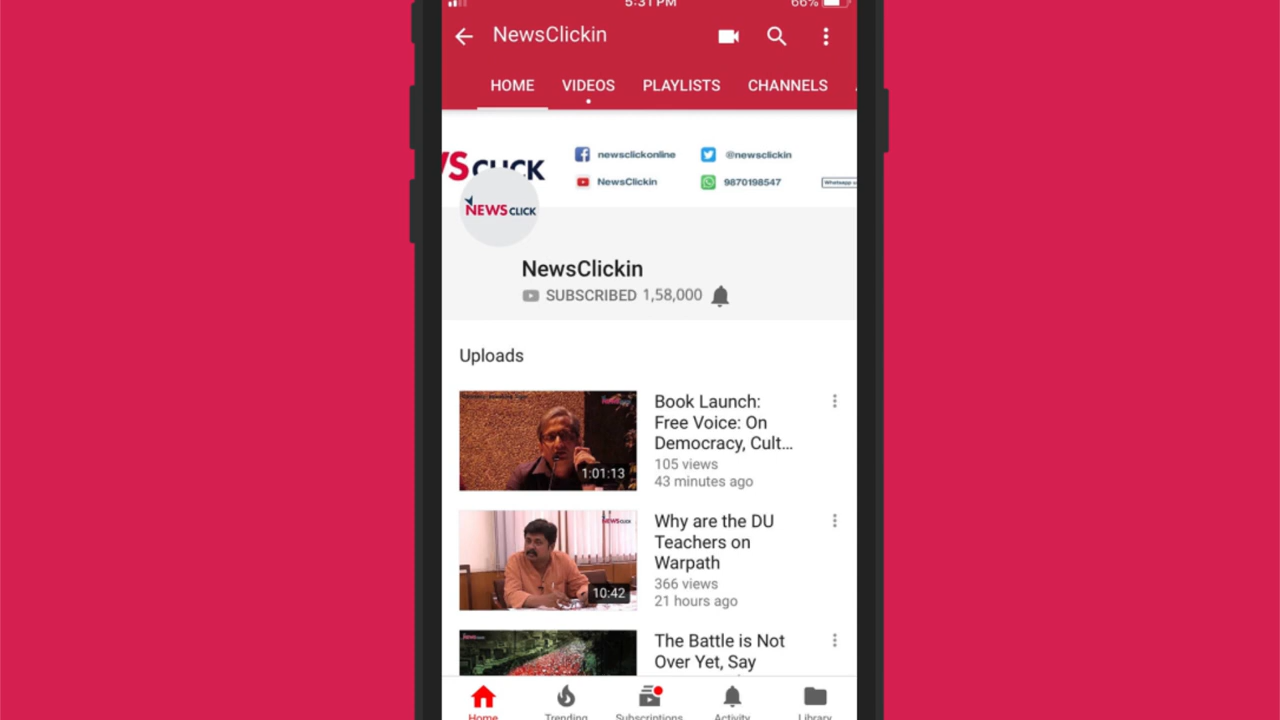 5:31 PM
66%
NewsClickin
HOME VIDEOS PLAYLISTS CHANNELS
CLICK
newsclickonline
@newsclickin
NewsClickin
9870198547
Whatsapp
NEWSCLICK
NewsClickin
SUBSCRIBED 1,58,000
Uploads
Book Launch:
Free Voice: On
Democracy, Cult...
105 views
43 minutes ago
1:01:13
Why are the DU
Teachers on
Warpath
366 views
21 hours ago
NEWSCLICK
10:42
The Battle is Not
Over Yet, Say
Home Trending Subscriptions Activity Library